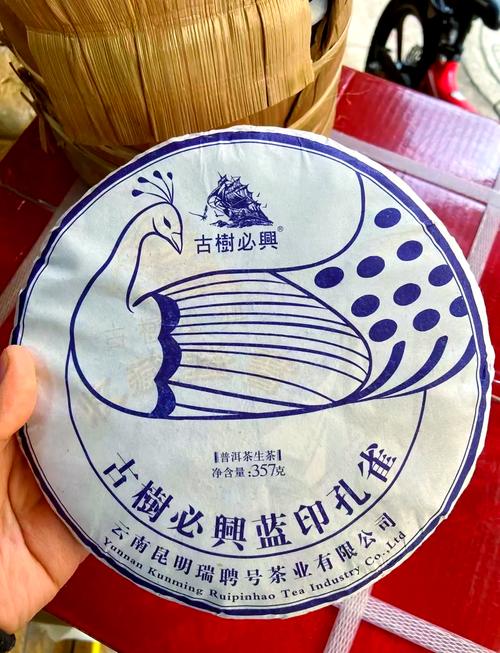 古樹必興®
普洱茶生茶
净含量:357克
古樹必興蓝印孔雀
云南昆明瑞聘号茶业有限公司
Yunnan Kunming Ruipinhao Tea Industry Co.,Ltd